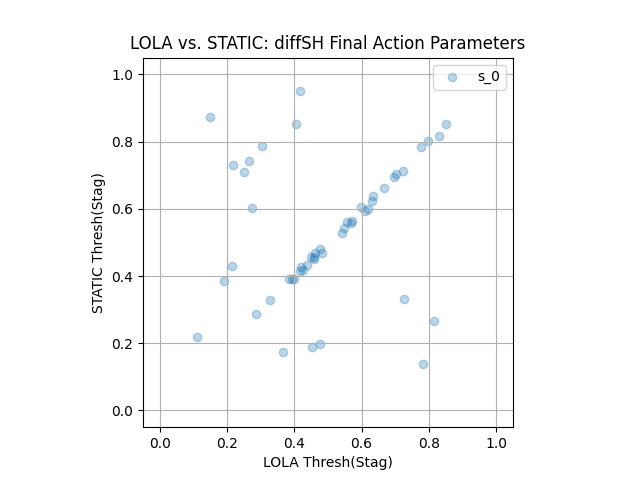 LOLA vs. STATIC: diffSH Final Action Parameters
s_0
1.0
0.8
0.6
0.4
0.2
0.0
STATIC Thresh(Stag)
0.0 0.2 0.4 0.6 0.8 1.0
LOLA Thresh(Stag)